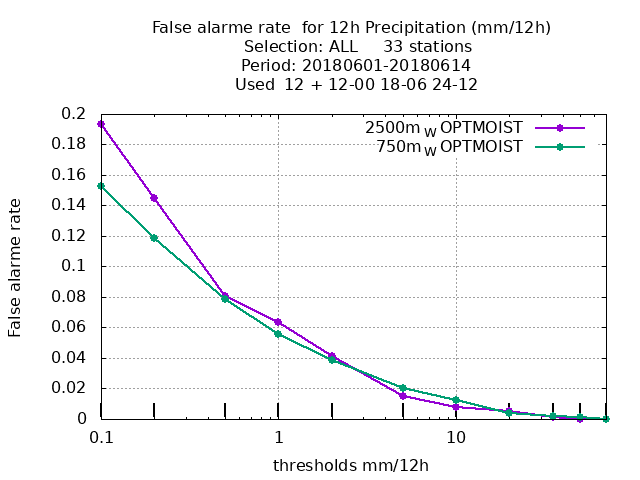 False alarme rate  for 12h Precipitation (mm/12h)
Selection: ALL     33 stations
Period: 20180601-20180614
Used  12 + 12-00 18-06 24-12
2500m W OPTMOIST
750m W OPTMOIST
0.2
0.18
0.16
0.14
0.12
0.1
0.08
0.06
0.04
0.02
0
False alarme rate
0.1
1
10
thresholds mm/12h